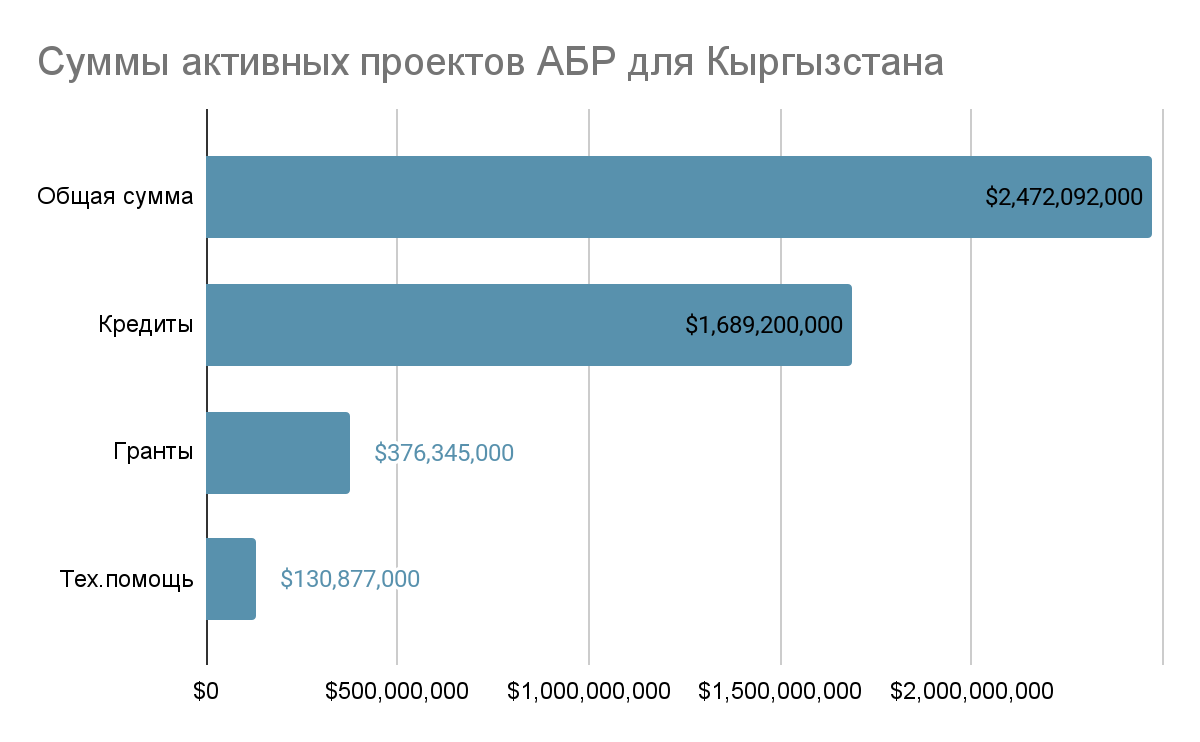 Суммы активных проектов АБР для Кыргызстана
Общая сумма
$2,472,092,000
Кредиты
$1,689,200,000
Гранты
$376,345,000
Тех.помощь
$130,877,000
$0
$500,000,000
$1,000,000,000
$1,500,000,000
$2,000,000,000